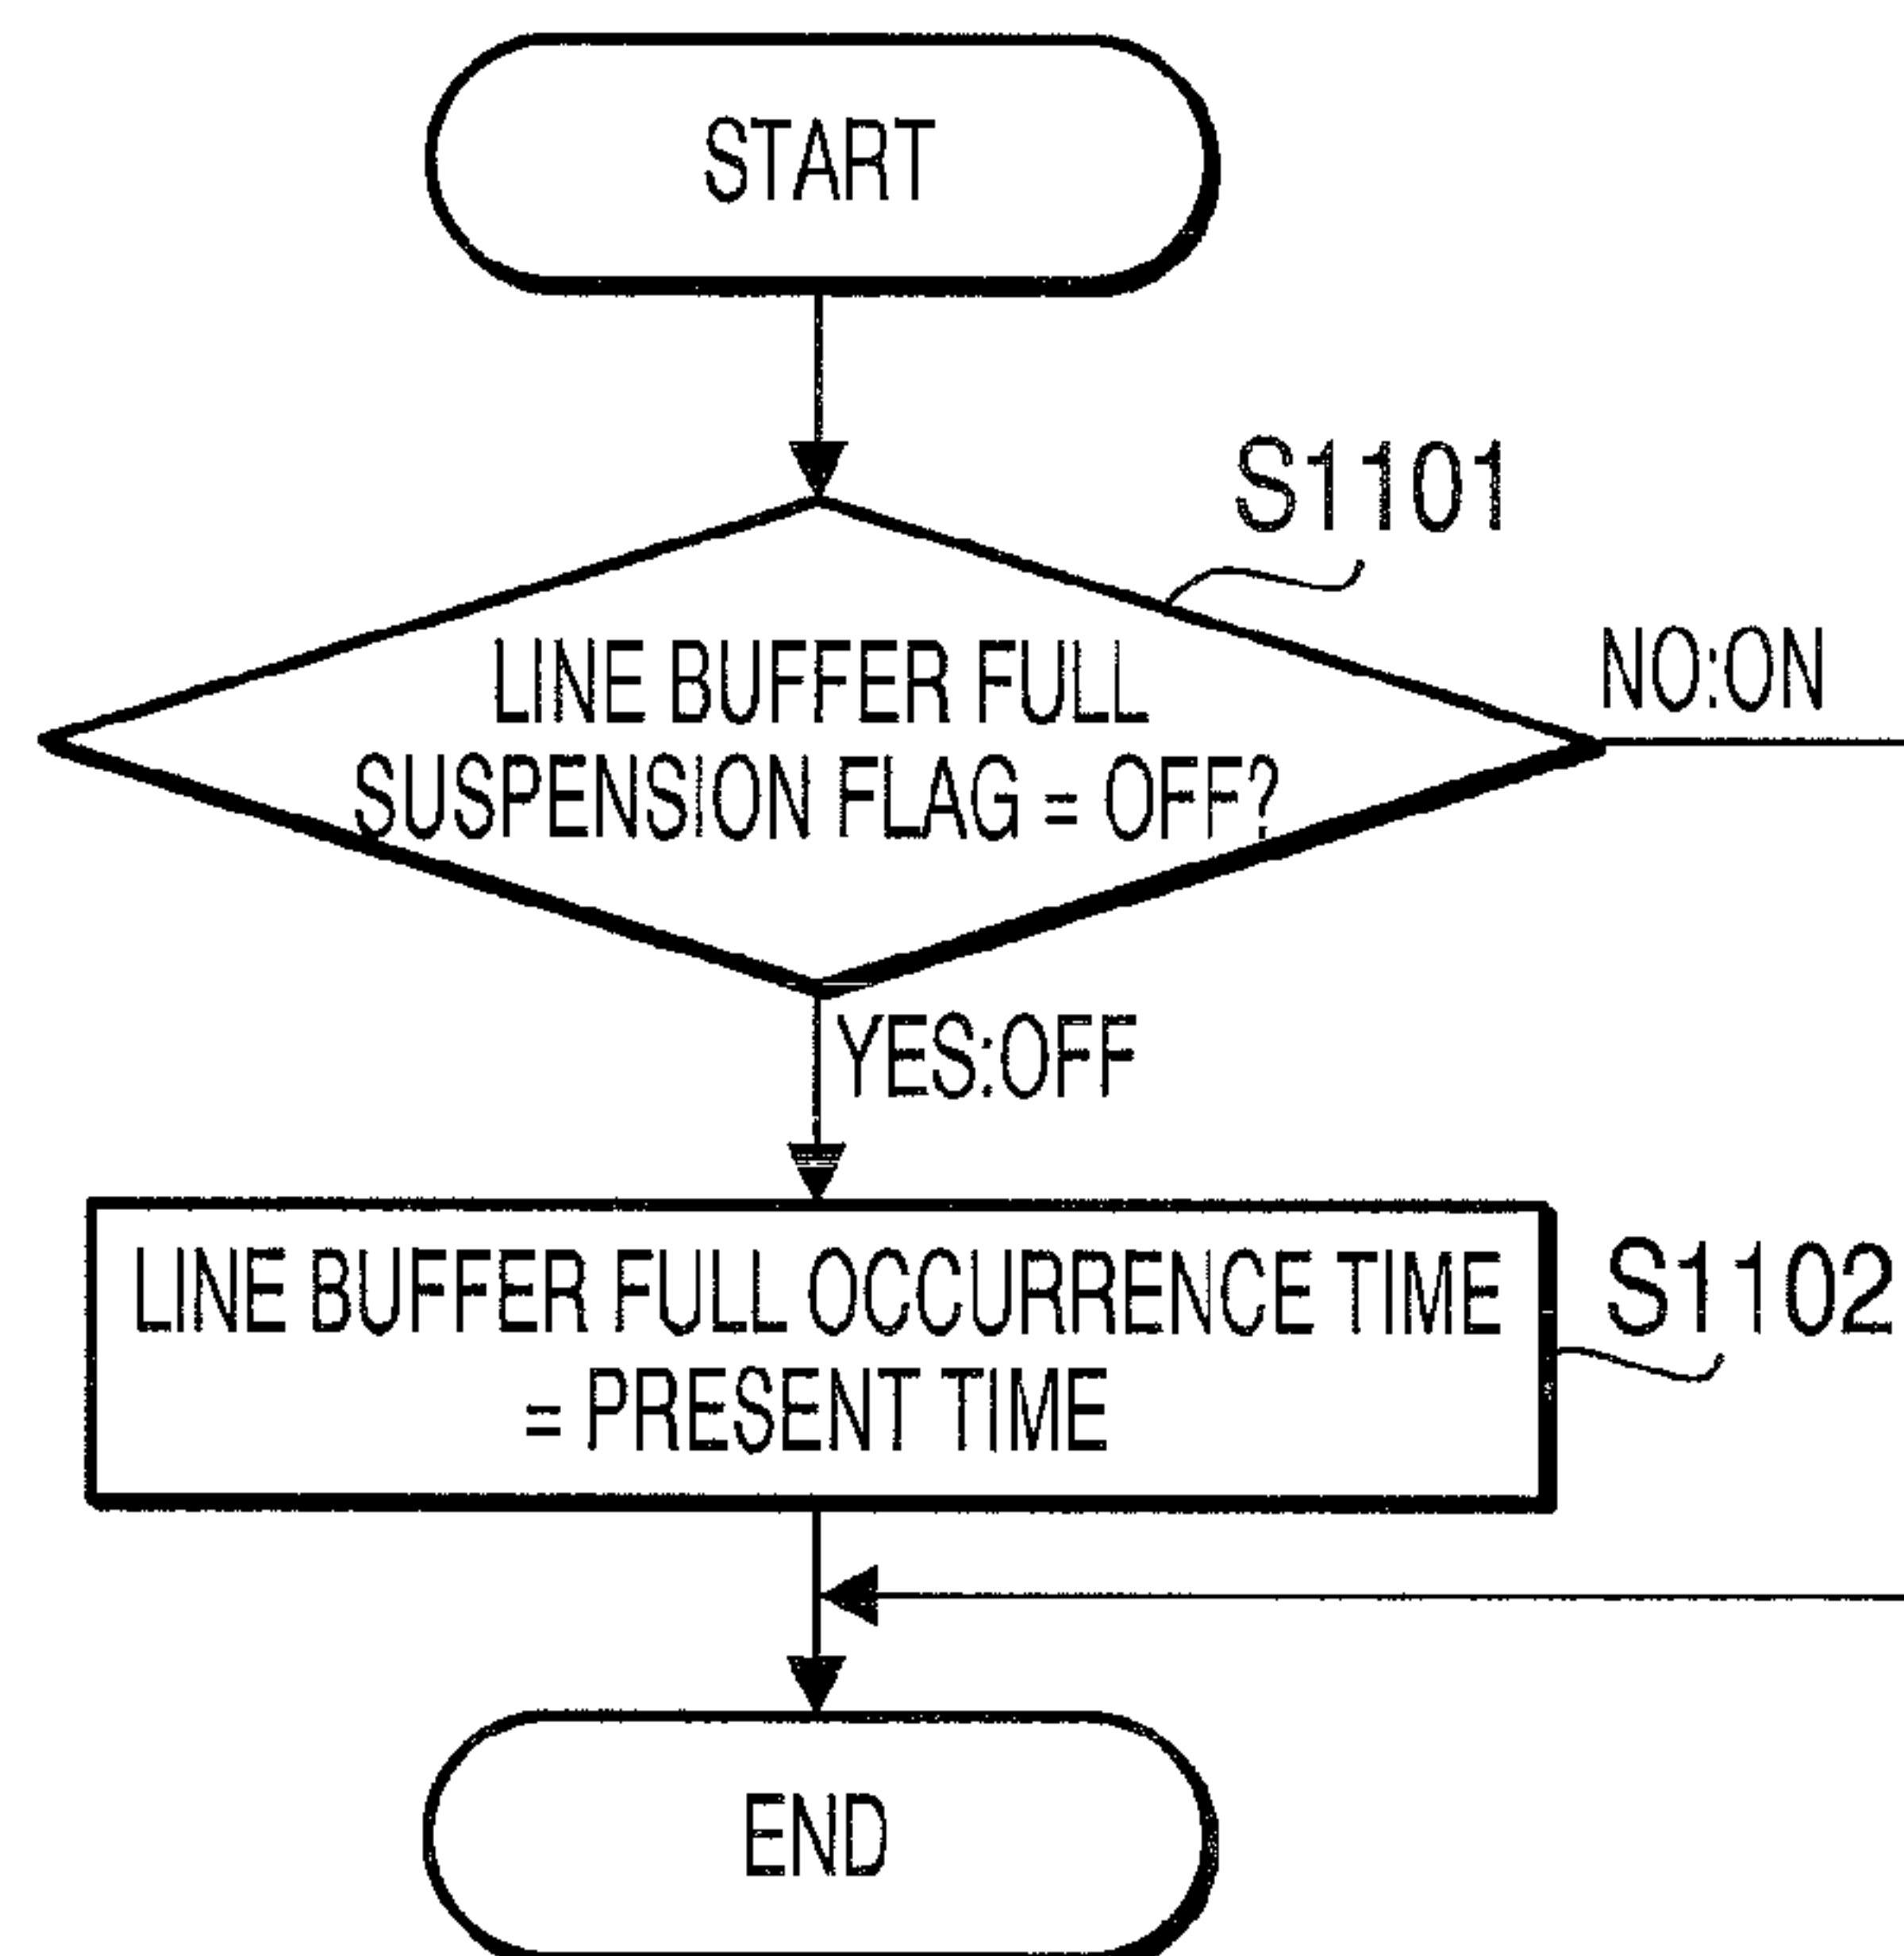 START
S1101
LINE BUFFER FULL
SUSPENSION FLAG = OFF?
NO:ON
YES:OFF
LINE BUFFER FULL OCCURRENCE TIME
= PRESENT TIME
S1102
END